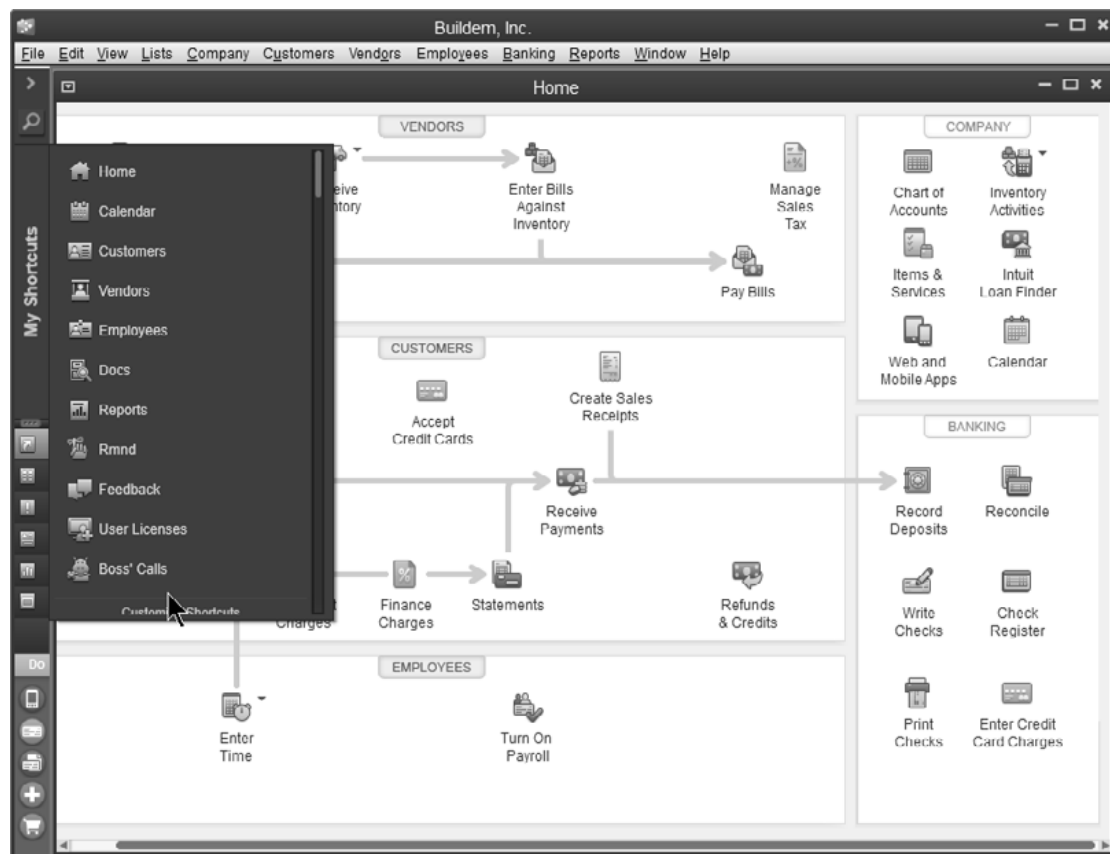 Buildem, Inc.
File Edit View Lists Company Customers Vendors Employees Banking Reports Window Help
Home
My Shortcuts
Home
Calendar
Customers
Vendors
Employees
Docs
Reports
Rmnd
Feedback
User Licenses
Boss' Calls
Do
VENDORS
Enter Bills
Against
Inventory
Manage
Sales
Tax
Pay Bills
CUSTOMERS
Accept
Credit Cards
Create Sales
Receipts
Receive
Payments
Charges
Finance
Charges
Statements
Refunds
& Credits
EMPLOYEES
Enter
Time
Turn On
Payroll
COMPANY
Chart of
Accounts
Inventory
Activities
Items &
Services
Intuit
Loan Finder
Web and
Mobile Apps
Calendar
BANKING
Record
Deposits
Reconcile
Write
Checks
Check
Register
Print
Checks
Enter Credit
Card Charges